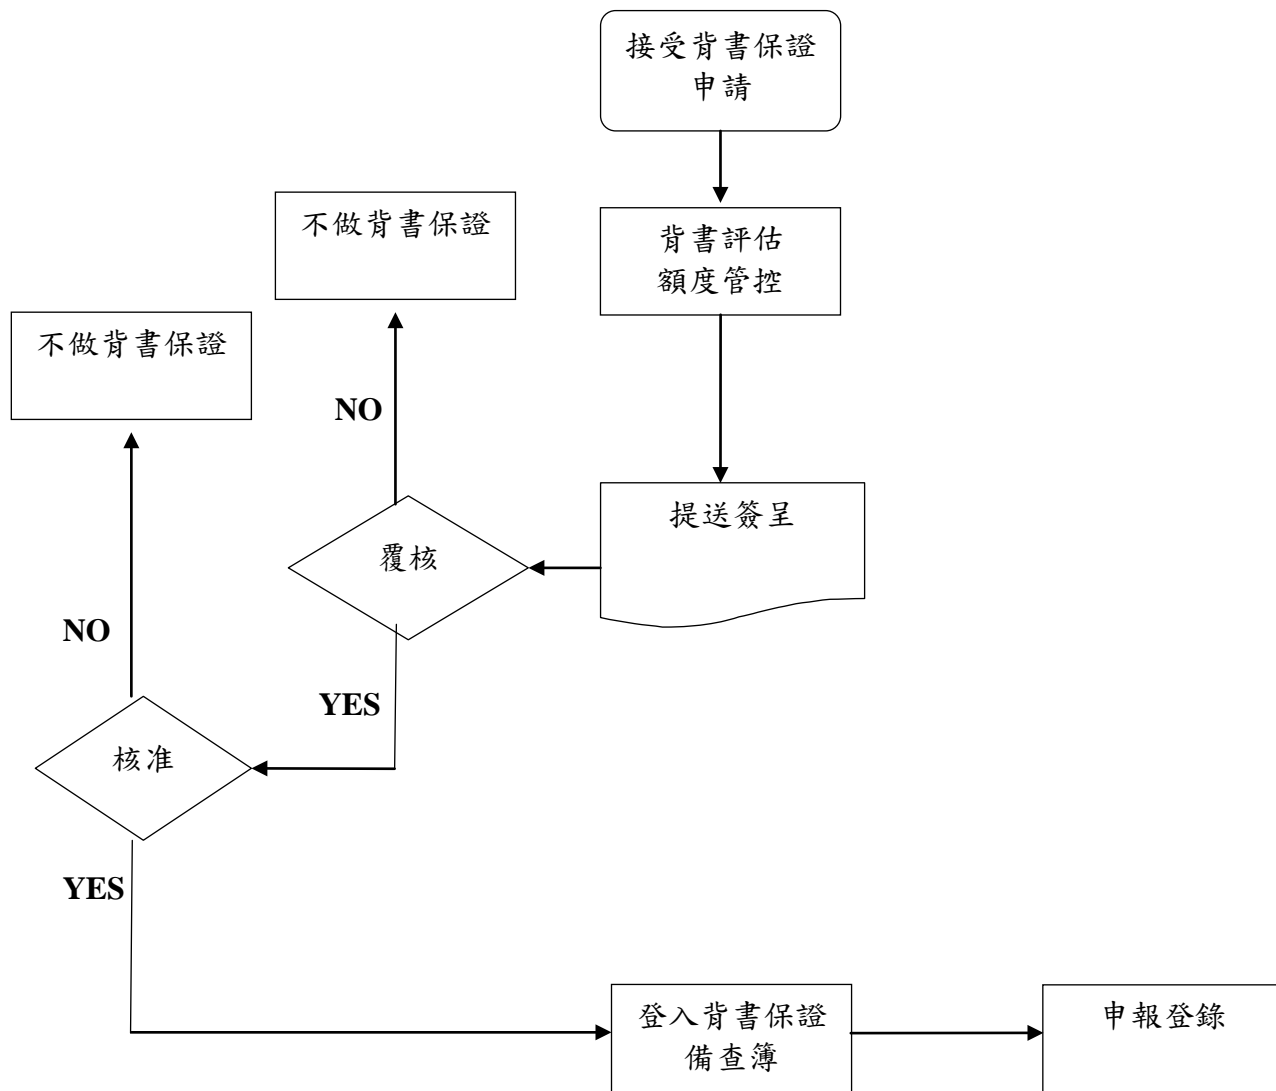 接受背書保證
申請
不做背書保證
背書評估
額度管控
不做背書保證
NO
提送簽呈
覆核
NO
YES
核准
YES
登入背書保證
備查簿
申報登錄